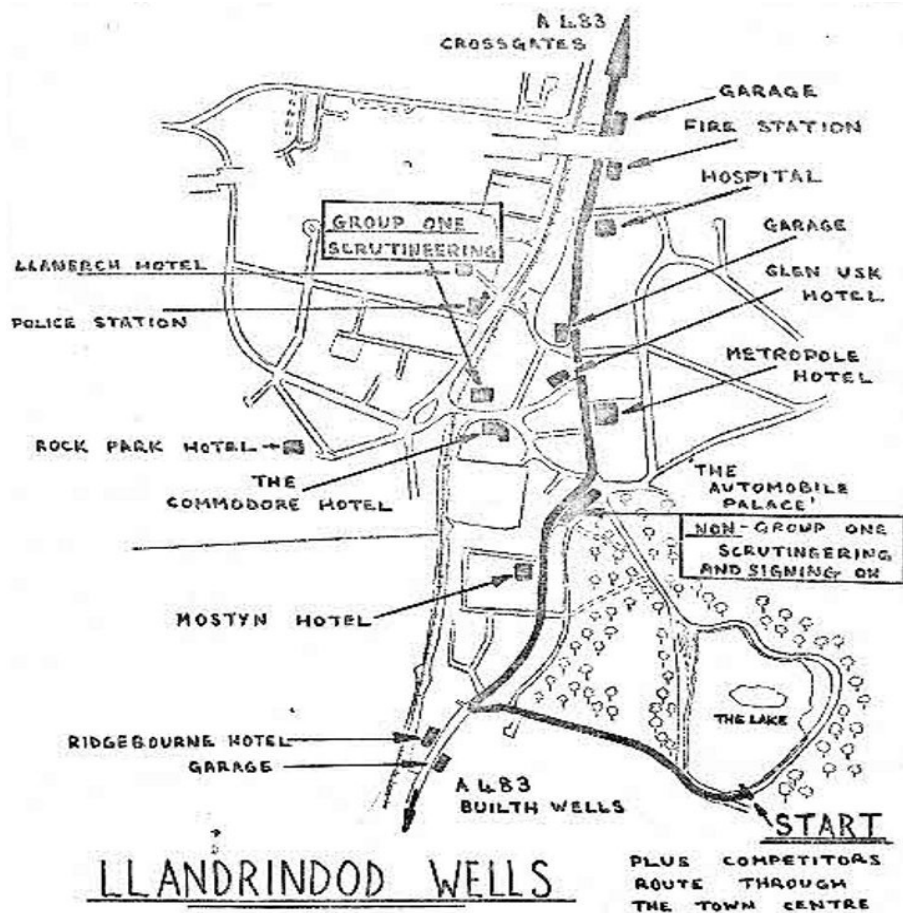 A 483
CROSSGATES
GARAGE
FIRE STATION
HOSPITAL
GROUP ONE
SCRUTINEERING
GARAGE
LLANERCH HOTEL
GLEN USK
HOTEL
POLICE STATION
METROPOLE
HOTEL
ROCK PARK HOTEL
THE
COMMODORE HOTEL
'THE
AUTOMOBILE
PALACE'
NON-GROUP ONE
SCRUTINEERING
AND SIGNING ON
MOSTYN HOTEL
THE LAKE
RIDGEBOURNE HOTEL
GARAGE
A 483
BUILTH WELLS
START
LLANDRINDOD WELLS
PLUS COMPETITORS
ROUTE THROUGH
THE TOWN CENTRE